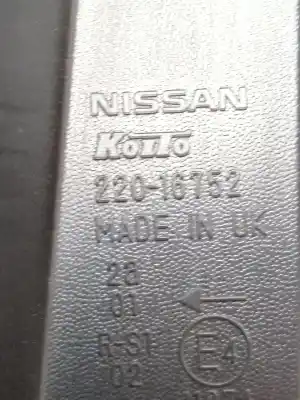 NISSAN
KOITO
220-16752
MADE IN UK
28
01 ←
R-S1
02 E4